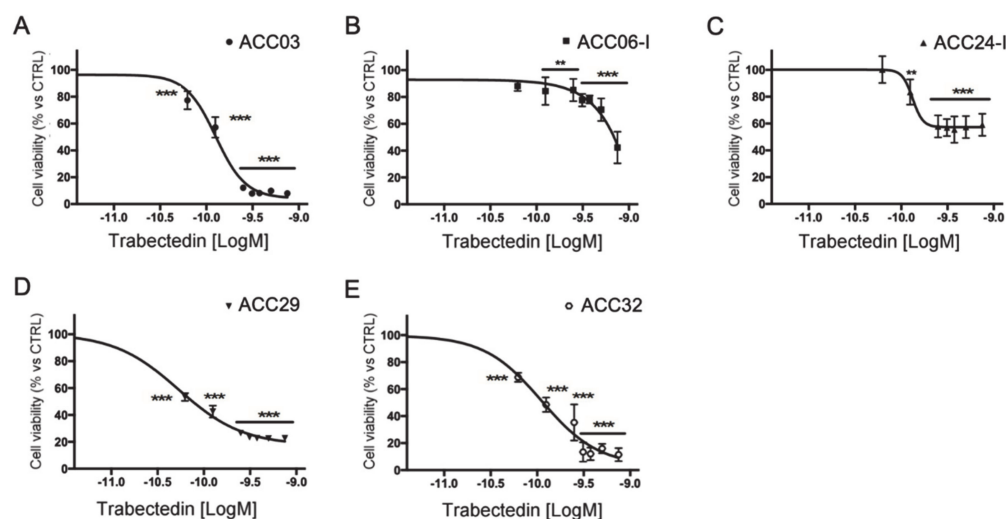 A
ACC03
***
***
***
Cell viability (% vs CTRL)
100
80
60
40
20
0
-11.0 -10.5 -10.0 -9.5 -9.0
Trabectedin [LogM]
B
ACC06-I
**
***
Cell viability (% vs CTRL)
100
80
60
40
20
0
-11.0 -10.5 -10.0 -9.5 -9.0
Trabectedin [LogM]
C
ACC24-I
**
***
Cell viability (% vs CTRL)
100
80
60
40
20
0
-11.0 -10.5 -10.0 -9.5 -9.0
Trabectedin [LogM]
D
ACC29
***
***
***
Cell viability (% vs CTRL)
100
80
60
40
20
0
-11.0 -10.5 -10.0 -9.5 -9.0
Trabectedin [LogM]
E
ACC32
***
***
***
***
Cell viability (% vs CTRL)
100
80
60
40
20
0
-11.0 -10.5 -10.0 -9.5 -9.0
Trabectedin [LogM]